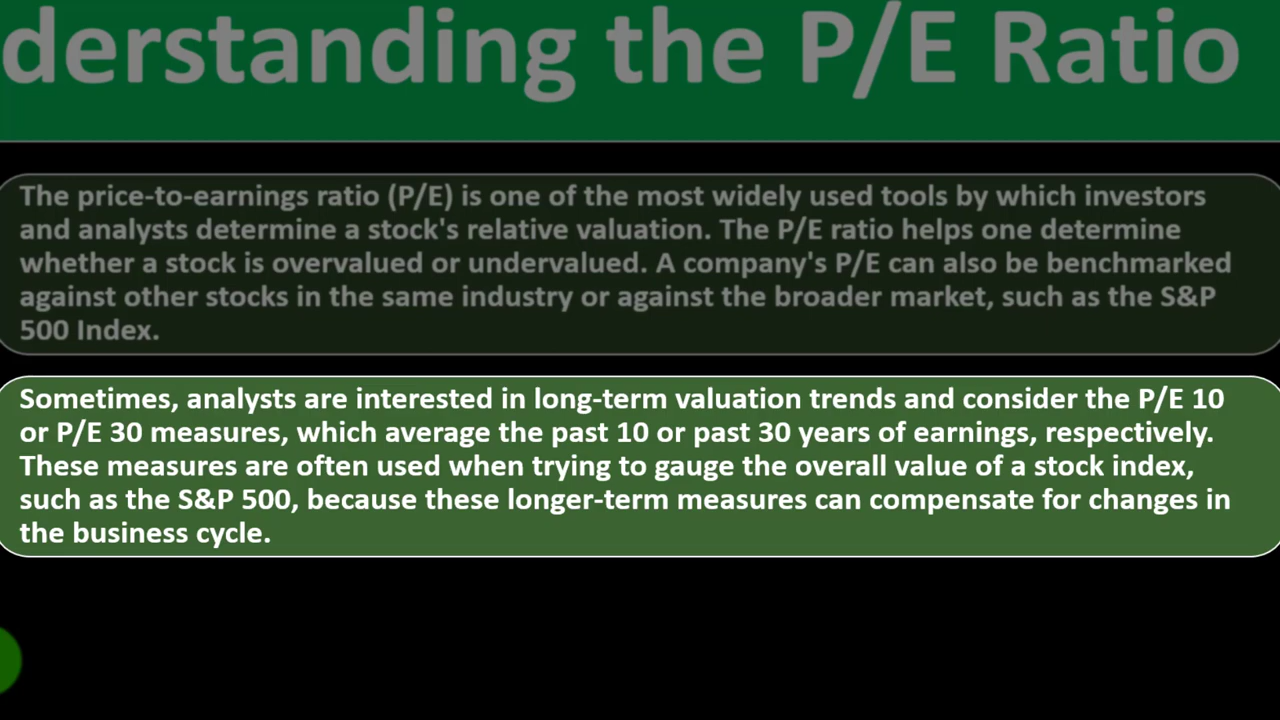 derstanding the P/E Ratio
The price-to-earnings ratio (P/E) is one of the most widely used tools by which investors
and analysts determine a stock's relative valuation. The P/E ratio helps one determine
whether a stock is overvalued or undervalued. A company's P/E can also be benchmarked
against other stocks in the same industry or against the broader market, such as the S&P
500 Index.
Sometimes, analysts are interested in long-term valuation trends and consider the P/E 10
or P/E 30 measures, which average the past 10 or past 30 years of earnings, respectively.
These measures are often used when trying to gauge the overall value of a stock index,
such as the S&P 500, because these longer-term measures can compensate for changes in
the business cycle.